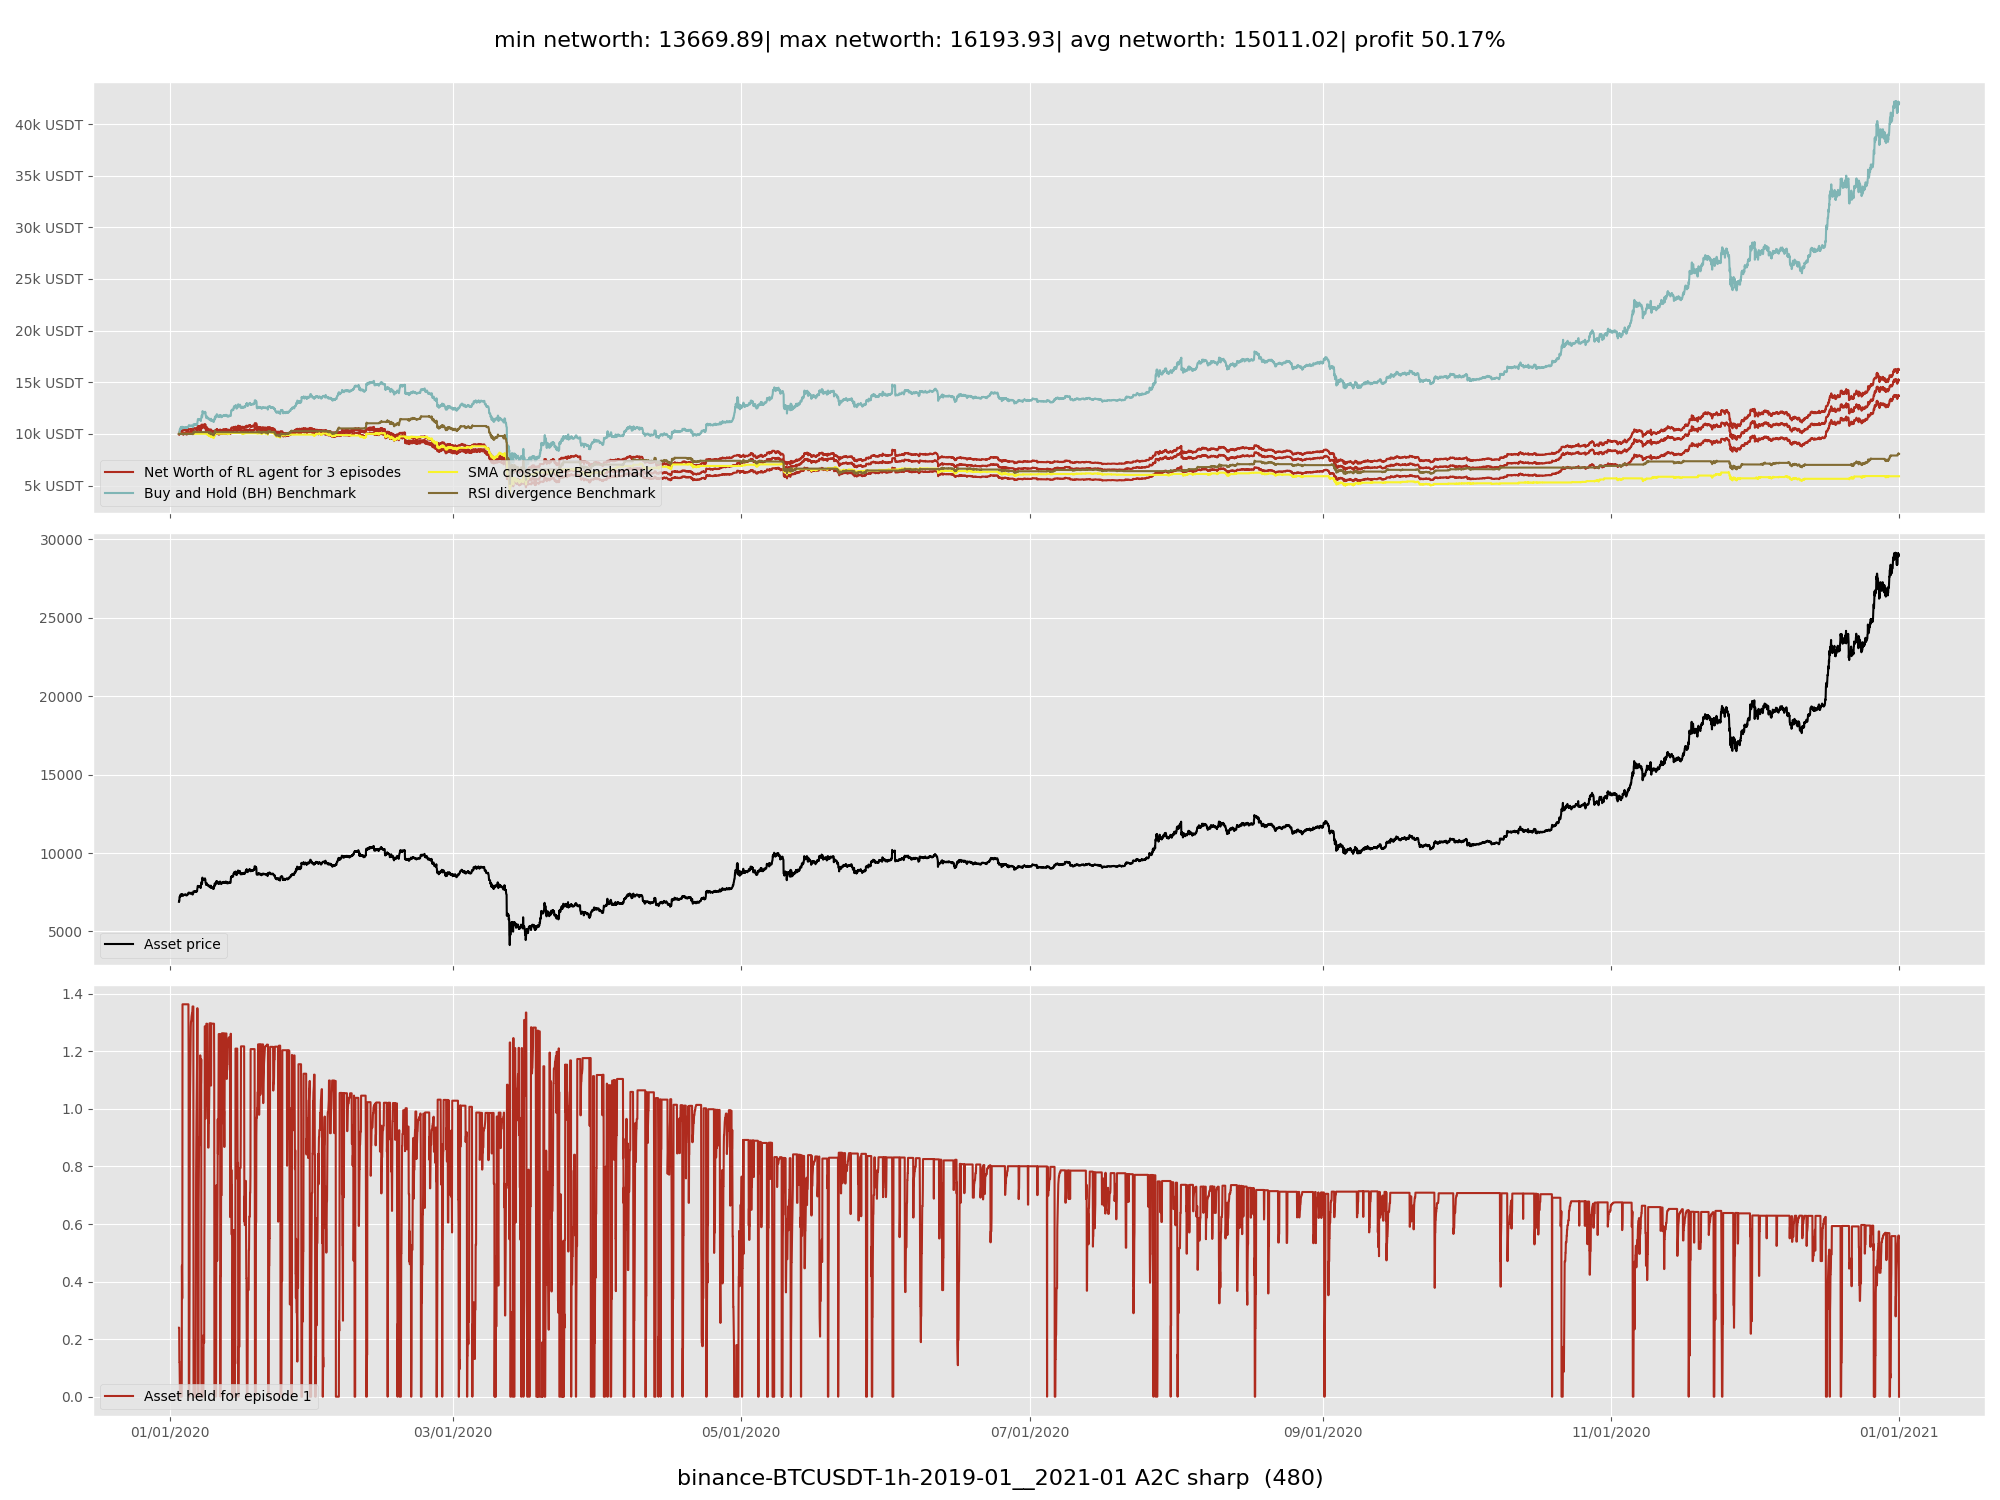 min networth: 13669.89| max networth: 16193.93| avg networth: 15011.02| profit 50.17%
40k USDT
35k USDT
30k USDT
25k USDT
20k USDT
15k USDT
10k USDT
5k USDT
Net Worth of RL agent for 3 episodes
Buy and Hold (BH) Benchmark
SMA crossover Benchmark
RSI divergence Benchmark
30000
25000
20000
15000
10000
5000
Asset price
1.4
1.2
1.0
0.8
0.6
0.4
0.2
0.0
Asset held for episode 1
01/01/2020
03/01/2020
05/01/2020
07/01/2020
09/01/2020
11/01/2020
01/01/2021
binance-BTCUSDT-1h-2019-01__2021-01 A2C sharp  (480)